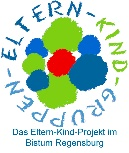 ELTERN-KIND-GRUPPEN-
Das Eltern-Kind-Projekt im
Bistum Regensburg